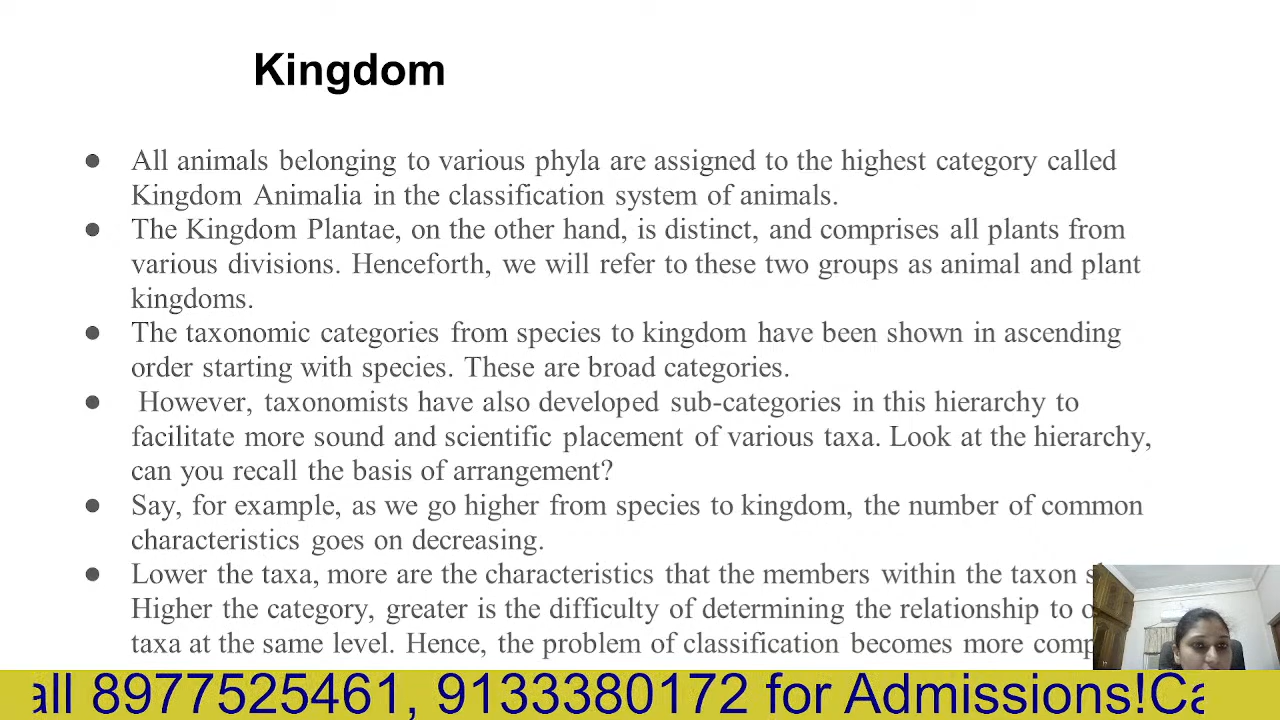 Kingdom
● All animals belonging to various phyla are assigned to the highest category called
Kingdom Animalia in the classification system of animals.
● The Kingdom Plantae, on the other hand, is distinct, and comprises all plants from
various divisions. Henceforth, we will refer to these two groups as animal and plant
kingdoms.
● The taxonomic categories from species to kingdom have been shown in ascending
order starting with species. These are broad categories.
● However, taxonomists have also developed sub-categories in this hierarchy to
facilitate more sound and scientific placement of various taxa. Look at the hierarchy,
can you recall the basis of arrangement?
● Say, for example, as we go higher from species to kingdom, the number of common
characteristics goes on decreasing.
● Lower the taxa, more are the characteristics that the members within the taxon
Higher the category, greater is the difficulty of determining the relationship to
taxa at the same level. Hence, the problem of classification becomes more
all 8977525461, 9133380172 for Admissions!Ca